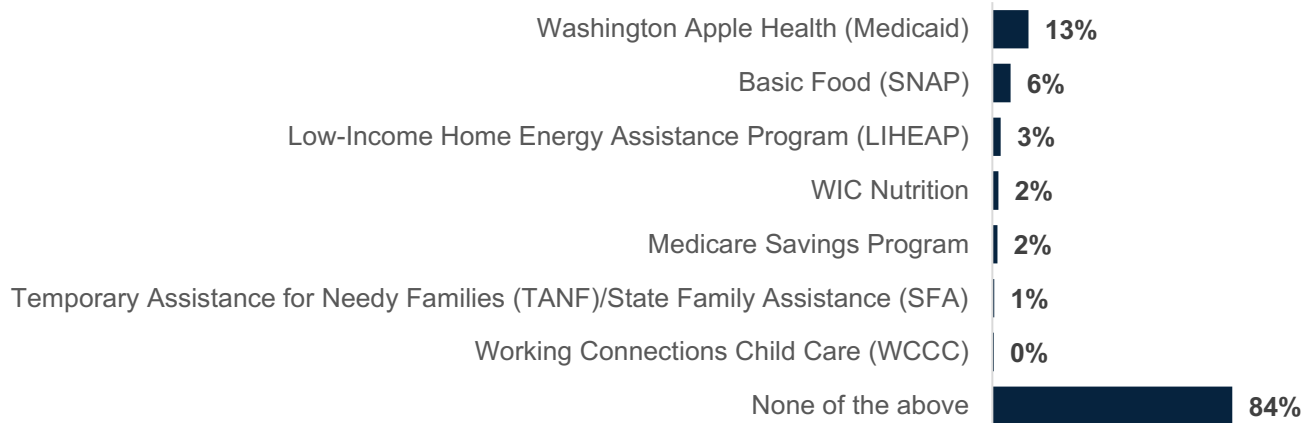 Washington Apple Health (Medicaid) 13%
Basic Food (SNAP) 6%
Low-Income Home Energy Assistance Program (LIHEAP) 3%
WIC Nutrition 2%
Medicare Savings Program 2%
Temporary Assistance for Needy Families (TANF)/State Family Assistance (SFA) 1%
Working Connections Child Care (WCCC) 0%
None of the above 84%